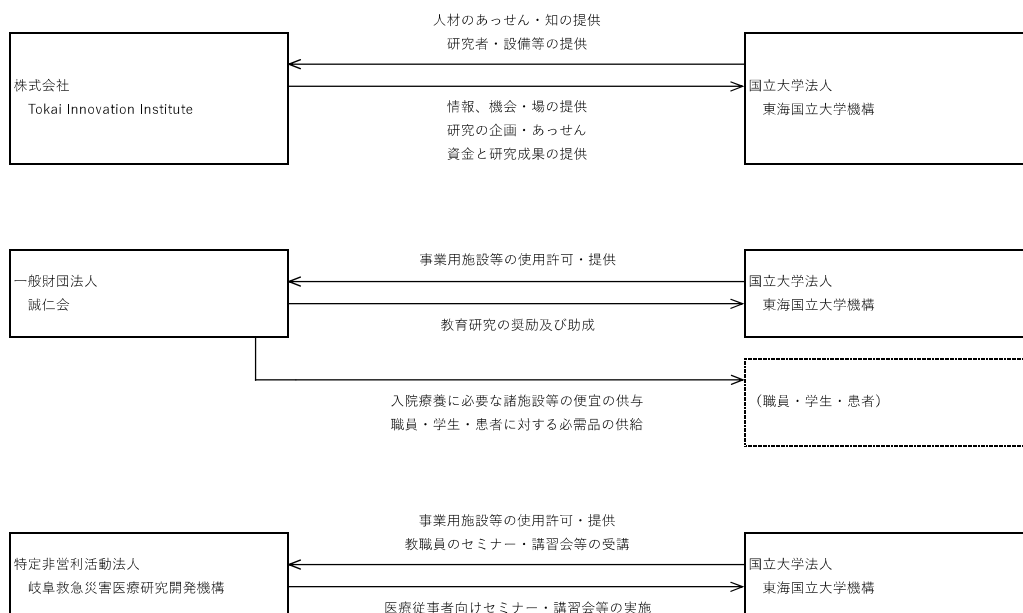 人材のあっせん・知の提供
研究者・設備等の提供
株式会社
Tokai Innovation Institute
国立大学法人
東海国立大学機構
情報、機会・場の提供
研究の企画・あっせん
資金と研究成果の提供
事業用施設等の使用許可・提供
一般財団法人
誠仁会
国立大学法人
東海国立大学機構
教育研究の奨励及び助成
(職員・学生・患者)
入院療養に必要な諸施設等の便宜の供与
職員・学生・患者に対する必需品の供給
事業用施設等の使用許可・提供
教職員のセミナー・講習会等の受講
特定非営利活動法人
岐阜救急災害医療研究開発機構
国立大学法人
東海国立大学機構
医療従事者向けセミナー・講習会等の実施